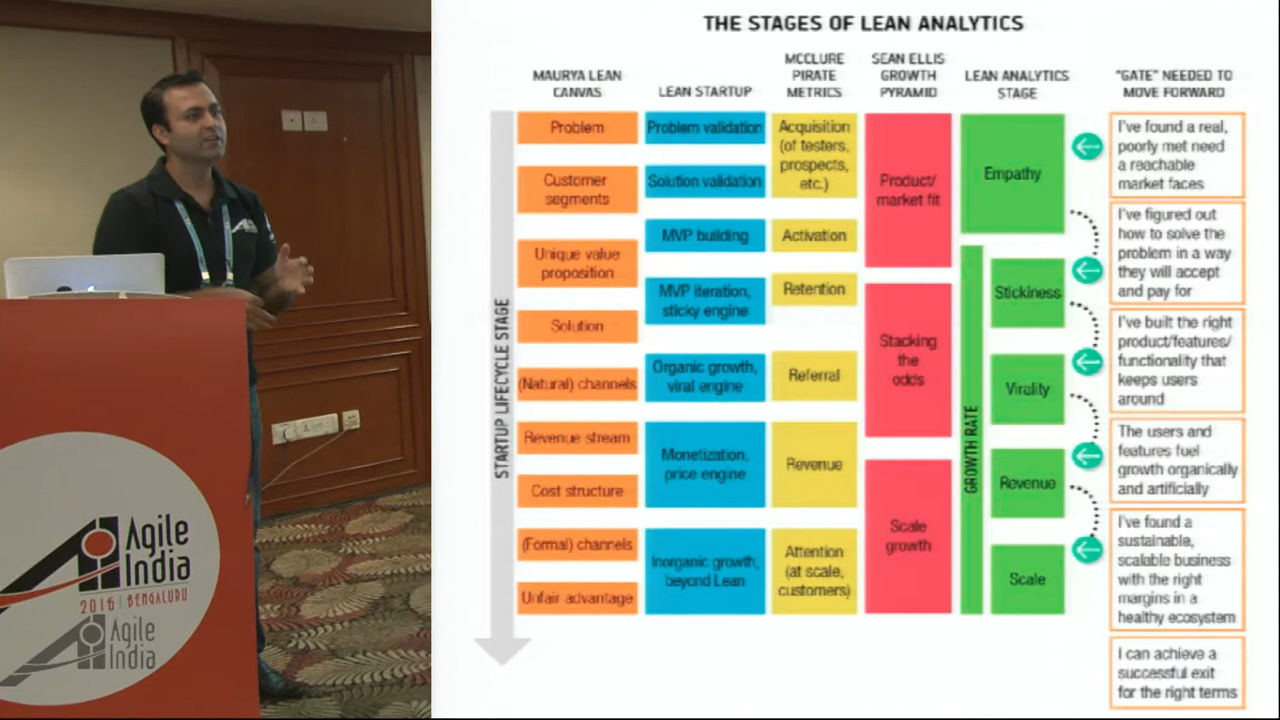 Agile
India
2016 | BENGALURU
Agile
India
THE STAGES OF LEAN ANALYTICS
MAURYA LEAN
CANVAS
LEAN STARTUP
MCCLURE
PIRATE
METRICS
SEAN ELLIS
GROWTH
PYRAMID
LEAN ANALYTICS
STAGE
"GATE" NEEDED TO
MOVE FORWARD
STARTUP LIFECYCLE STAGE
Problem
Customer
segments
Unique value
proposition
Solution
(Natural) channels
Revenue stream
Cost structure
(Formal) channels
Unfair advantage
Problem validation
Solution validation
MVP building
MVP iteration,
sticky engine
Organic growth,
viral engine
Monetization,
price engine
Inorganic growth,
beyond Lean
Acquisition
(of testers,
prospects,
etc.)
Activation
Retention
Referral
Revenue
Attention
(at scale,
customers)
Product/
market fit
Stacking
the
odds
Scale
growth
GROWTH RATE
Empathy
Stickiness
Virality
Revenue
Scale
I've found a real,
poorly met need
a reachable
market faces
I've figured out
how to solve the
problem in a way
they will accept
and pay for
I've built the right
product/features/
functionality that
keeps users
around
The users and
features fuel
growth organically
and artificially
I've found a
sustainable,
scalable business
with the right
margins in a
healthy ecosystem
I can achieve a
successful exit
for the right terms